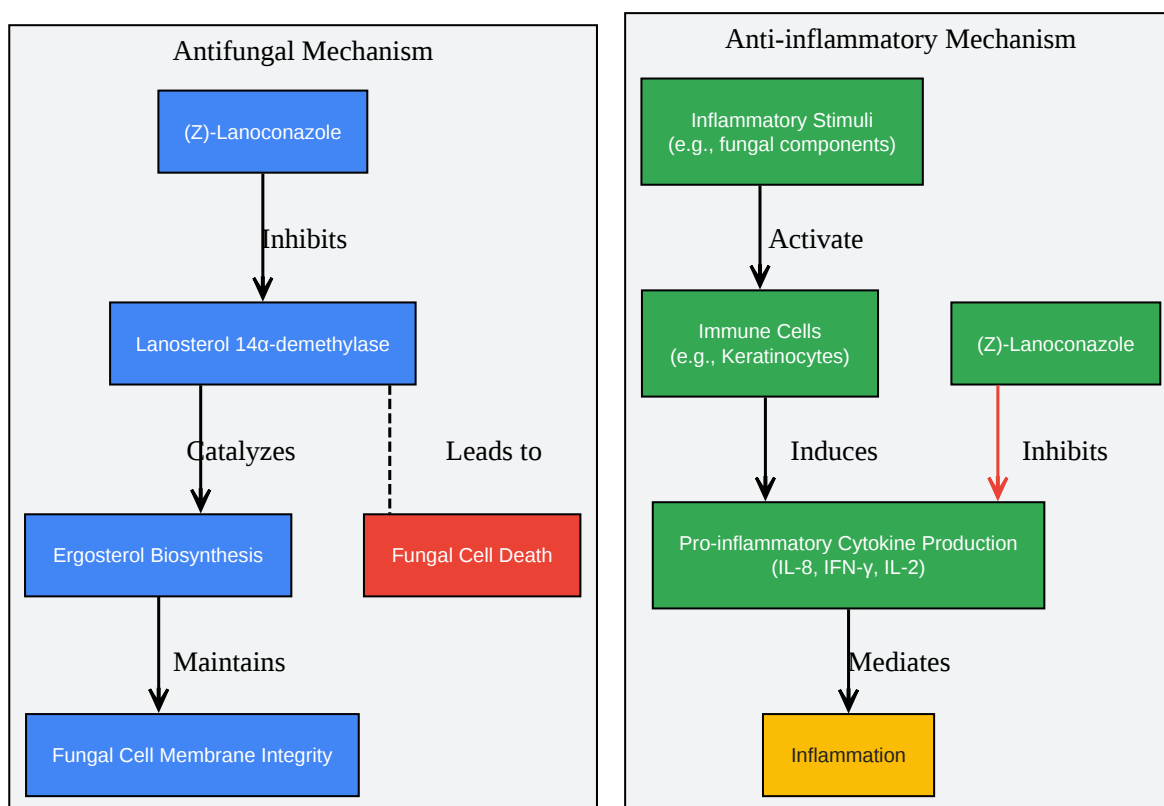 Antifungal Mechanism
(Z)-Lanoconazole
Inhibits
Lanosterol 14α-demethylase
Catalyzes
Leads to
Ergosterol Biosynthesis
Fungal Cell Death
Maintains
Fungal Cell Membrane Integrity
Anti-inflammatory Mechanism
Inflammatory Stimuli
(e.g., fungal components)
Activate
Immune Cells
(e.g., Keratinocytes)
(Z)-Lanoconazole
Induces
Inhibits
Pro-inflammatory Cytokine Production
(IL-8, IFN-γ, IL-2)
Mediates
Inflammation